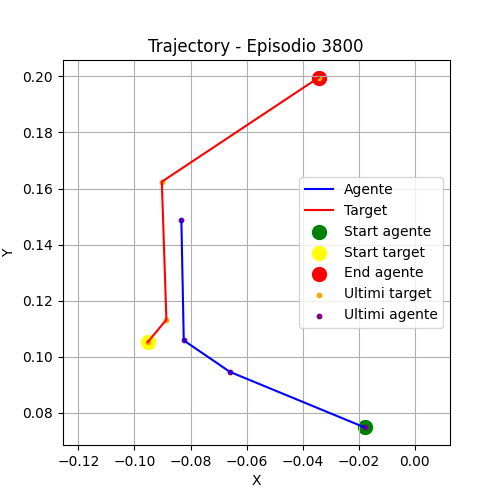 Trajectory - Episodio 3800
0.20
0.18
0.16
0.14
0.12
0.10
0.08
Y
Agente
Target
Start agente
Start target
End agente
Ultimi target
Ultimi agente
−0.12 −0.10 −0.08 −0.06 −0.04 −0.02 0.00
X